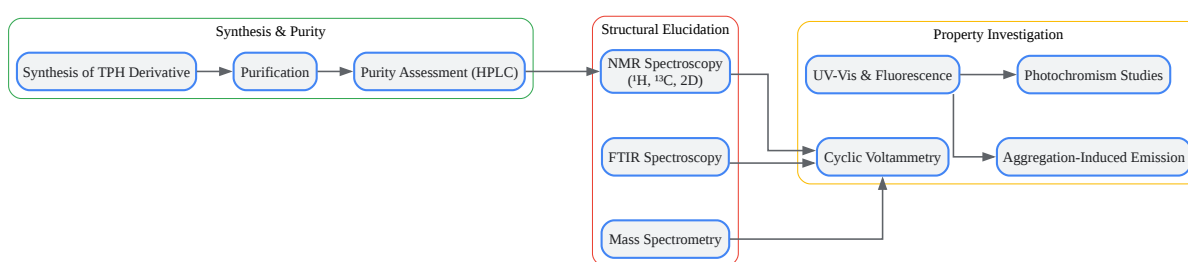 Synthesis & Purity
Synthesis of TPH Derivative
Purification
Purity Assessment (HPLC)
Structural Elucidation
NMR Spectroscopy
(¹H, ¹³C, 2D)
FTIR Spectroscopy
Mass Spectrometry
Property Investigation
UV-Vis & Fluorescence
Photochromism Studies
Cyclic Voltammetry
Aggregation-Induced Emission